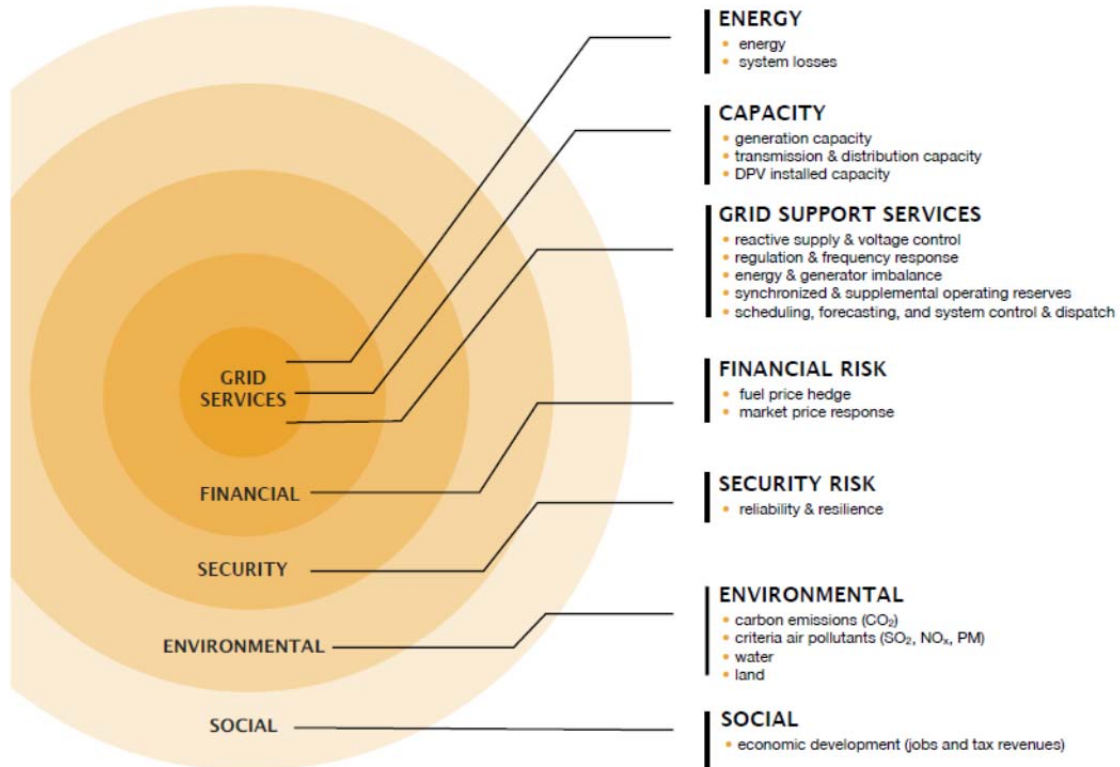 GRID
SERVICES
FINANCIAL
SECURITY
ENVIRONMENTAL
SOCIAL
ENERGY
• energy
• system losses
CAPACITY
• generation capacity
• transmission & distribution capacity
• DPV installed capacity
GRID SUPPORT SERVICES
• reactive supply & voltage control
• regulation & frequency response
• energy & generator imbalance
• synchronized & supplemental operating reserves
• scheduling, forecasting, and system control & dispatch
FINANCIAL RISK
• fuel price hedge
• market price response
SECURITY RISK
• reliability & resilience
ENVIRONMENTAL
• carbon emissions (CO₂)
• criteria air pollutants (SO₂, NOₓ, PM)
• water
• land
SOCIAL
• economic development (jobs and tax revenues)